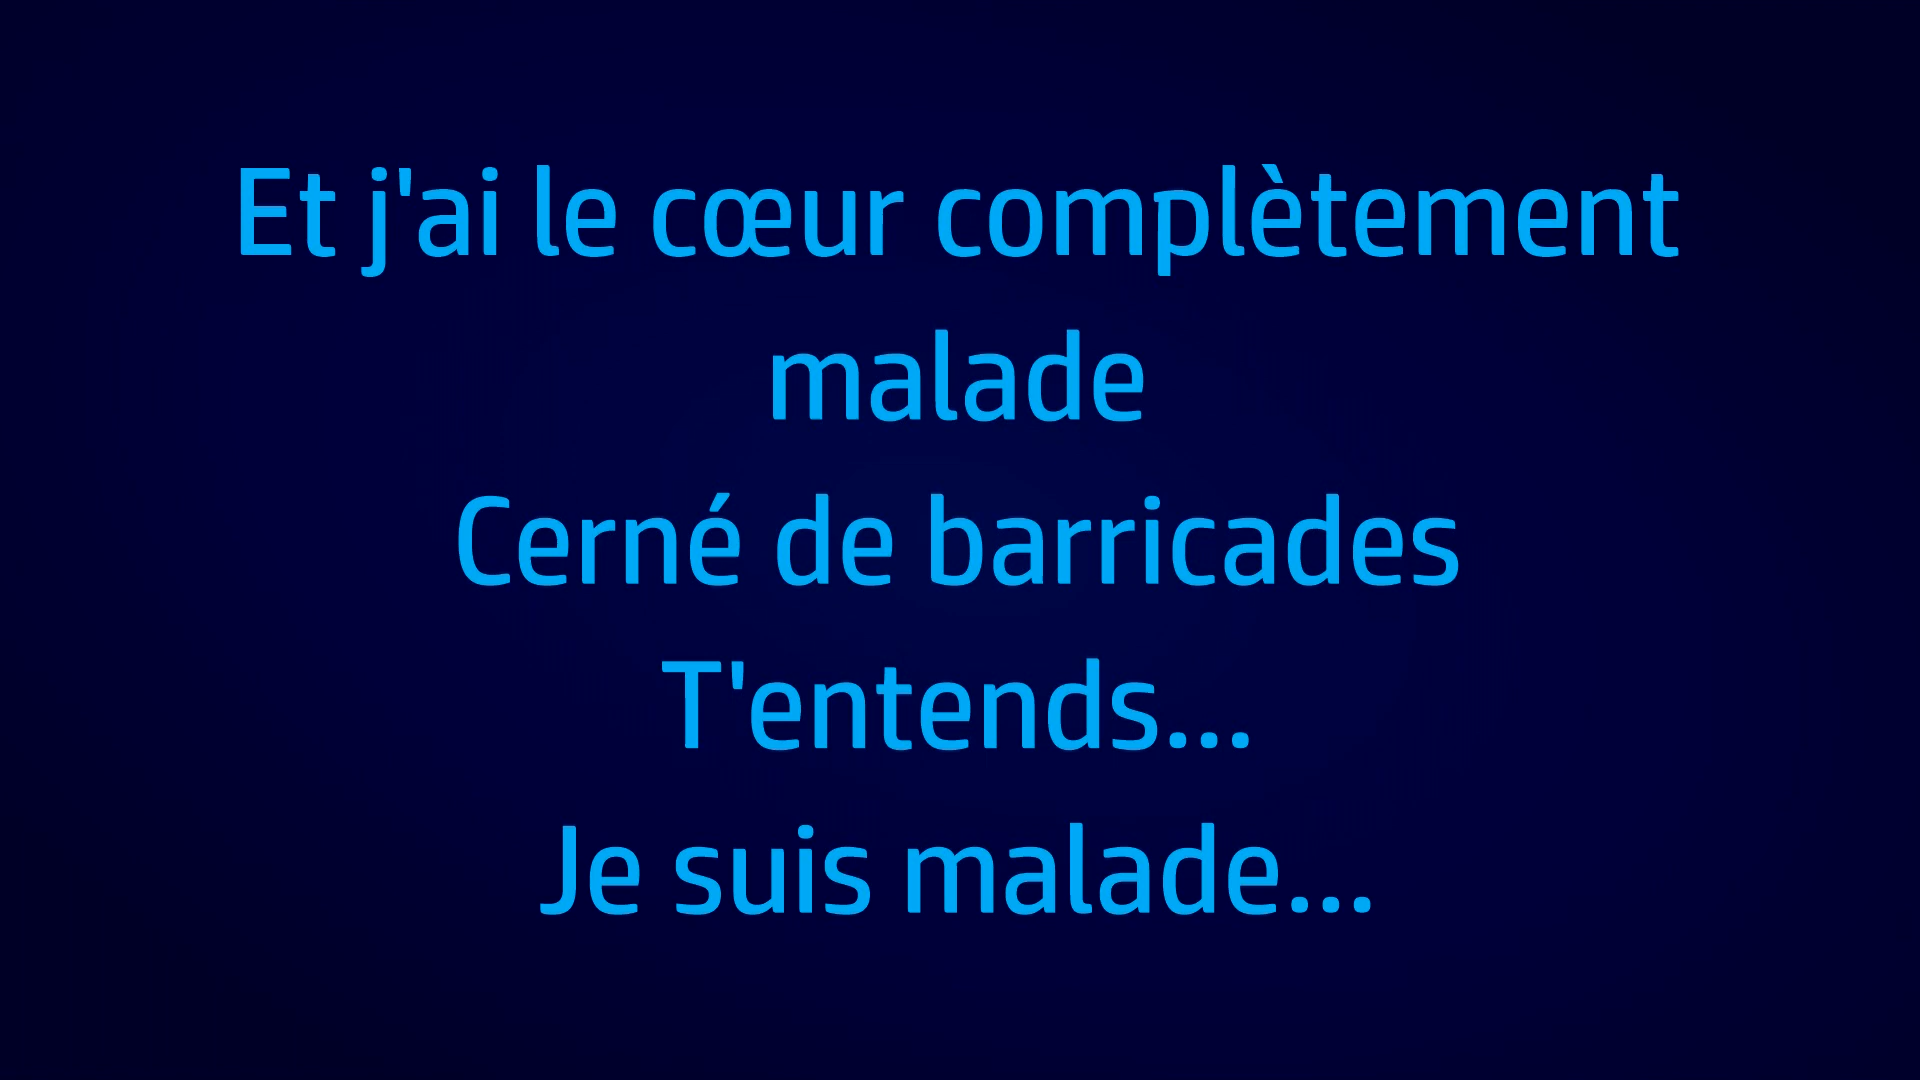 Et j'ai le cœur complètement
malade
Cerné de barricades
T'entends...
Je suis malade...